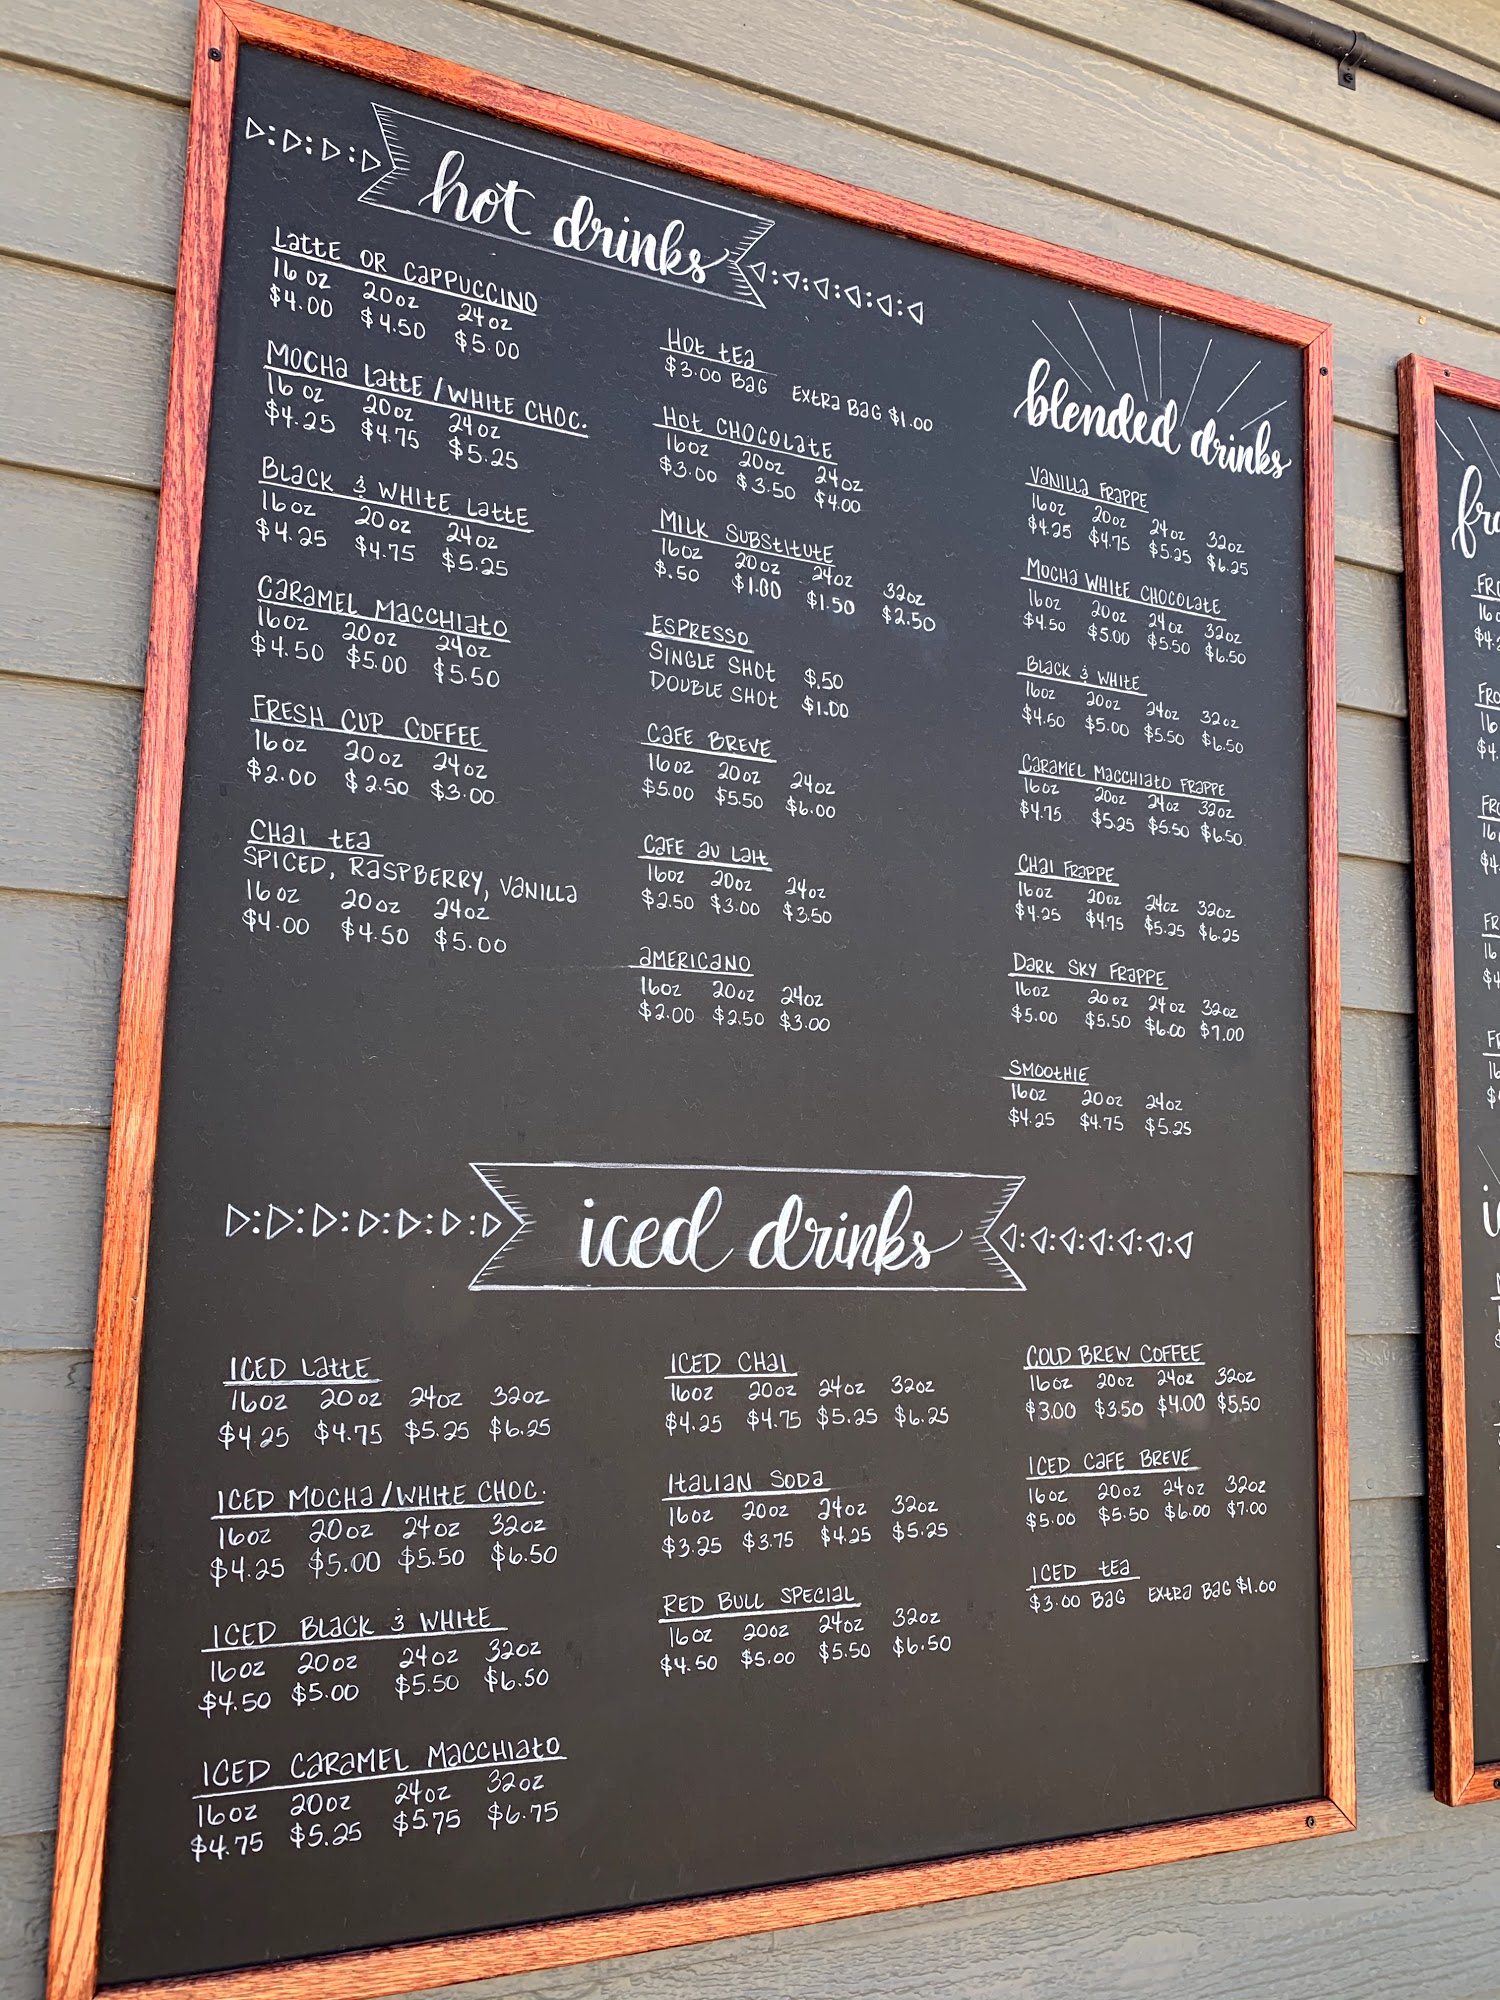 hot drinks
LattE OR CaPPUCCINO
16 oz 20oz 24oz
$4.00 $4.50 $5.00
MOCHa LattE / WHITE CHOC.
16 oz 20oz 24oz
$4.25 $4.75 $5.25
BLACK & WHITE LattE
16oz 20oz 24oz
$4.25 $4.75 $5.25
CaRaMEL MaCCHIatO
16oz 20oz 24oz
$4.50 $5.00 $5.50
FRESH CUP COFFEE
16oz 20oz 24oz
$2.00 $2.50 $3.00
CHaI tEa
SPICED, RaSPBERRY, VaNILLa
16oz 20oz 24oz
$4.00 $4.50 $5.00
HOt tEa
$3.00 BaG EXtRa BaG $1.00
HOt CHOCOLatE
16oz 20oz 24oz
$3.00 $3.50 $4.00
MILK SUBStItUtE
16oz 20oz 24oz 32oz
$.50 $1.00 $1.50 $2.50
ESPRESSO
SINGLE SHOt $.50
DOUBLE SHOt $1.00
CaFE BREVE
16oz 20oz 24oz
$5.00 $5.50 $6.00
CaFE aU LaIt
16oz 20oz 24oz
$2.50 $3.00 $3.50
aMERICaNO
16oz 20oz 24oz
$2.00 $2.50 $3.00
blended drinks
VaNILLa FRaPPE
16oz 20oz 24oz 32oz
$4.25 $4.75 $5.25 $6.25
MOCHa WHITE CHOCOLatE
16oz 20oz 24oz 32oz
$4.50 $5.00 $5.50 $6.50
BLaCK & WHITE
16oz 20oz 24oz 32oz
$4.50 $5.00 $5.50 $6.50
CaRaMEL MaCCHIatO FRaPPE
16oz 20oz 24oz 32oz
$4.75 $5.25 $5.50 $6.50
CHaI FRaPPE
16oz 20oz 24oz 32oz
$4.25 $4.75 $5.25 $6.25
DaRK SKY FRaPPE
16oz 20oz 24oz 32oz
$5.00 $5.50 $6.00 $7.00
SMOOtHIE
16oz 20oz 24oz
$4.25 $4.75 $5.25
iced drinks
ICED LattE
16oz 20oz 24oz 32oz
$4.25 $4.75 $5.25 $6.25
ICED MOCHa/WHITE CHOC.
16oz 20oz 24oz 32oz
$4.25 $5.00 $5.50 $6.50
ICED BLaCK & WHITE
16oz 20oz 24oz 32oz
$4.50 $5.00 $5.50 $6.50
ICED CaRaMEL MaCCHIatO
16oz 20oz 24oz 32oz
$4.75 $5.25 $5.75 $6.75
ICED CHaI
16oz 20oz 24oz 32oz
$4.25 $4.75 $5.25 $6.25
ItaLIaN SODa
16oz 20oz 24oz 32oz
$3.25 $3.75 $4.25 $5.25
RED BULL SPECIaL
16oz 20oz 24oz 32oz
$4.50 $5.00 $5.50 $6.50
COLD BREW COFFEE
16oz 20oz 24oz 32oz
$3.00 $3.50 $4.00 $5.50
ICED CaFE BREVE
16oz 20oz 24oz 32oz
$5.00 $5.50 $6.00 $7.00
ICED tEa
$3.00 BaG EXtRa BaG $1.00